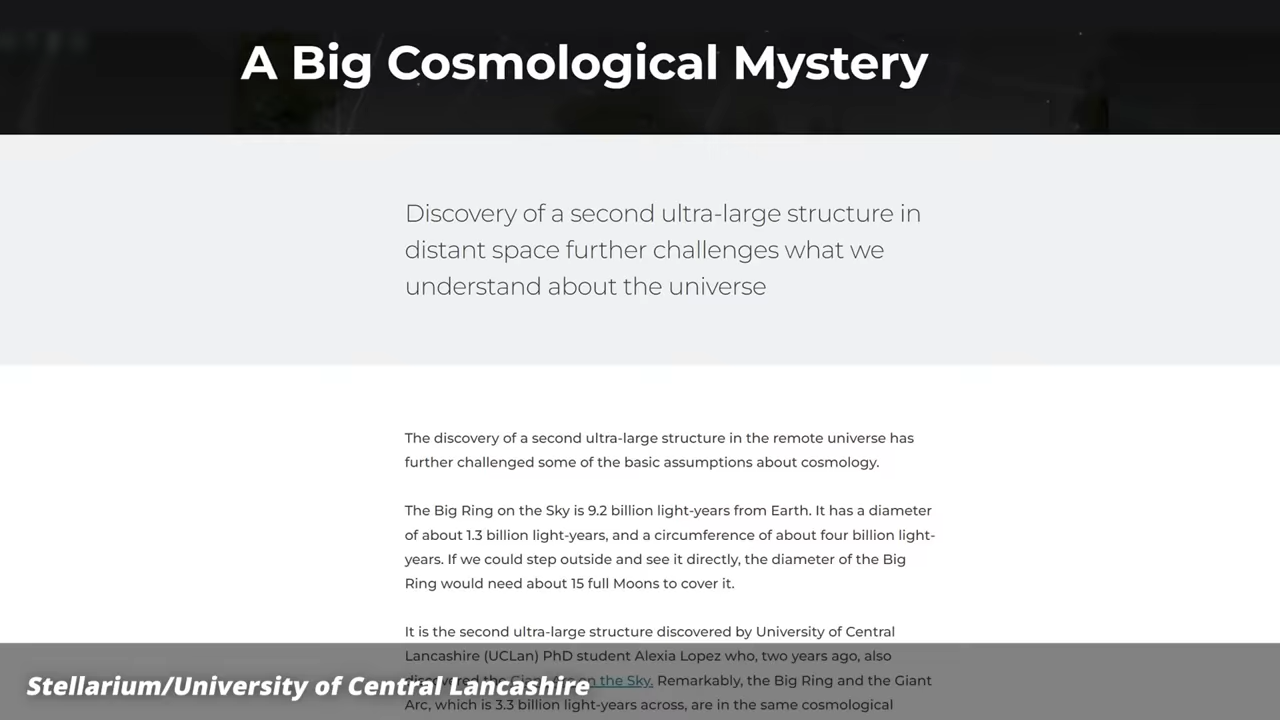 A Big Cosmological Mystery
Discovery of a second ultra-large structure in
distant space further challenges what we
understand about the universe
The discovery of a second ultra-large structure in the remote universe has
further challenged some of the basic assumptions about cosmology.
The Big Ring on the Sky is 9.2 billion light-years from Earth. It has a diameter
of about 1.3 billion light-years, and a circumference of about four billion light-
years. If we could step outside and see it directly, the diameter of the Big
Ring would need about 15 full Moons to cover it.
It is the second ultra-large structure discovered by University of Central
Lancashire (UCLan) PhD student Alexia Lopez who, two years ago, also
discovered the on the Sky. Remarkably, the Big Ring and the Giant
Stellarium/University of Central Lancashire
Arc, which is 3.3 billion light-years across, are in the same cosmological